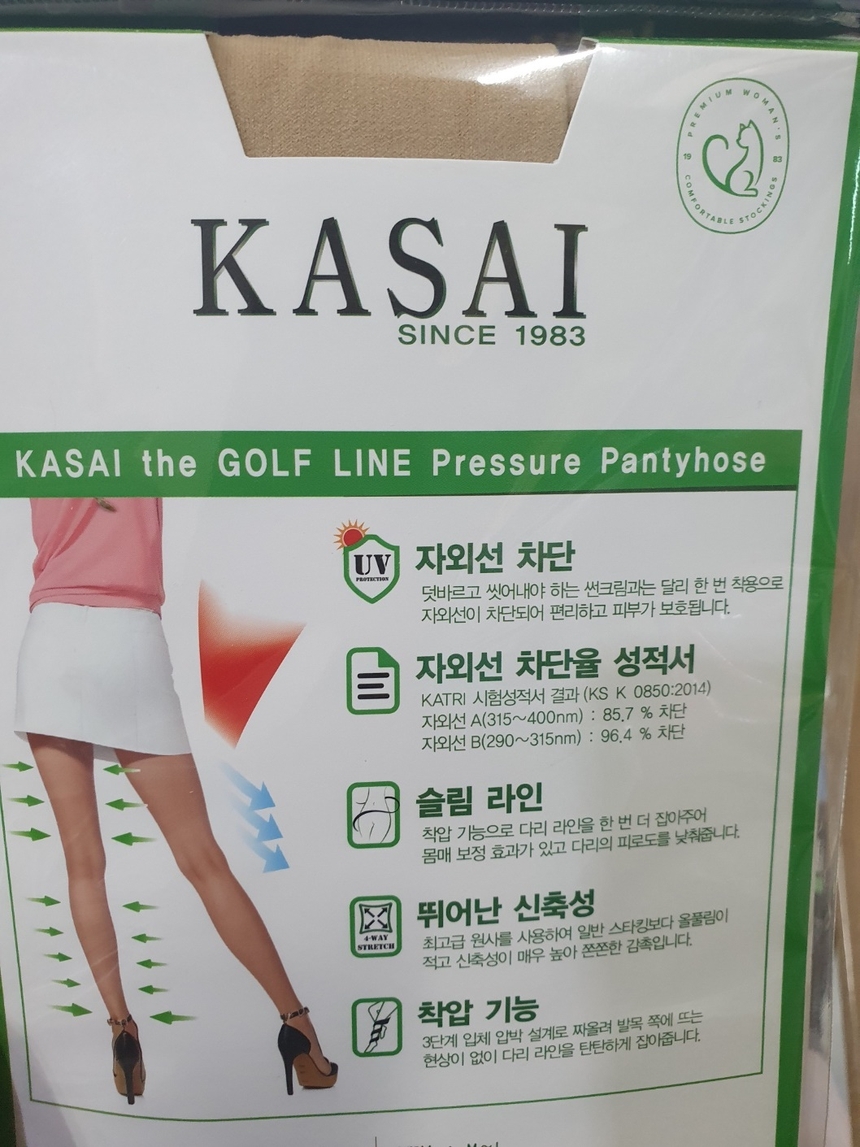 PREMIUM WOMAN'S
19 83
COMFORTABLE STOCKINGS
KASAI
SINCE 1983
KASAI the GOLF LINE Pressure Pantyhose
UV
PROTECTION
자외선 차단
덧바르고 씻어내야 하는 썬크림과는 달리 한 번 착용으로
자외선이 차단되어 편리하고 피부가 보호됩니다.
자외선 차단율 성적서
KATRI 시험성적서 결과 (KS K 0850:2014)
자외선 A(315~400nm) : 85.7 % 차단
자외선 B(290~315nm) : 96.4 % 차단
슬림 라인
착압 기능으로 다리 라인을 한 번 더 잡아주어
몸매 보정 효과가 있고 다리의 피로도를 낮춰줍니다.
4-WAY
STRETCH
뛰어난 신축성
최고급 원사를 사용하여 일반 스타킹보다 올풀림이
적고 신축성이 매우 높아 쫀쫀한 감촉입니다.
착압 기능
3단계 입체 압박 설계로 짜올려 발목 쪽에 뜨는
현상이 없이 다리 라인을 탄탄하게 잡아줍니다.